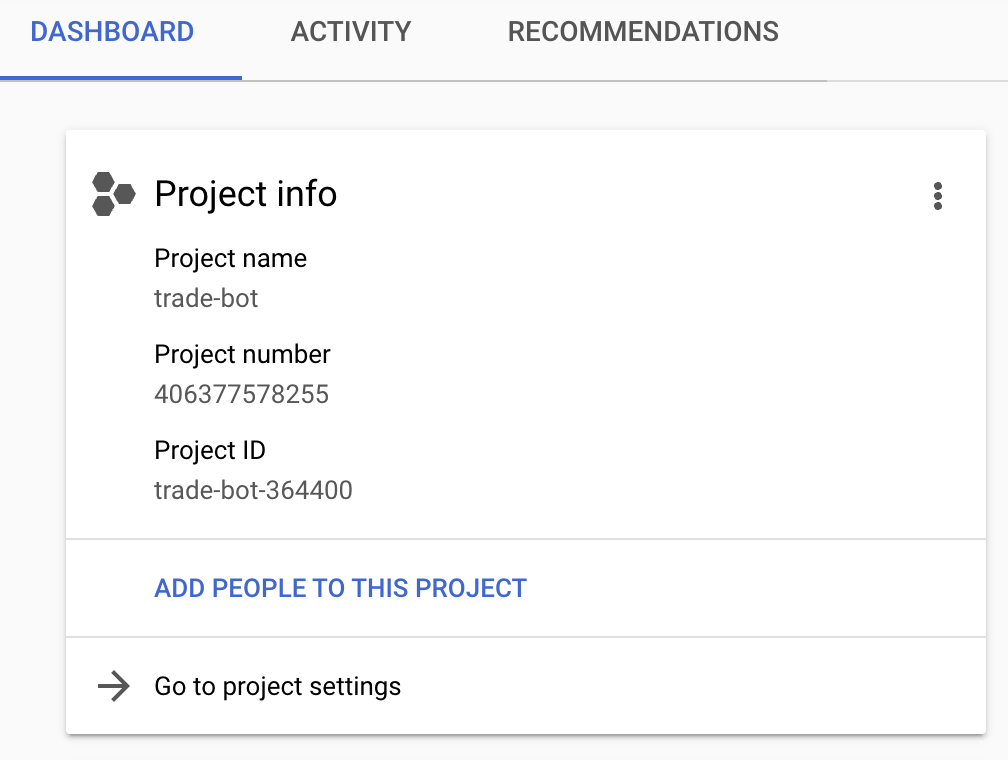 DASHBOARD ACTIVITY RECOMMENDATIONS
Project info
Project name
trade-bot
Project number
406377578255
Project ID
trade-bot-364400
ADD PEOPLE TO THIS PROJECT
Go to project settings